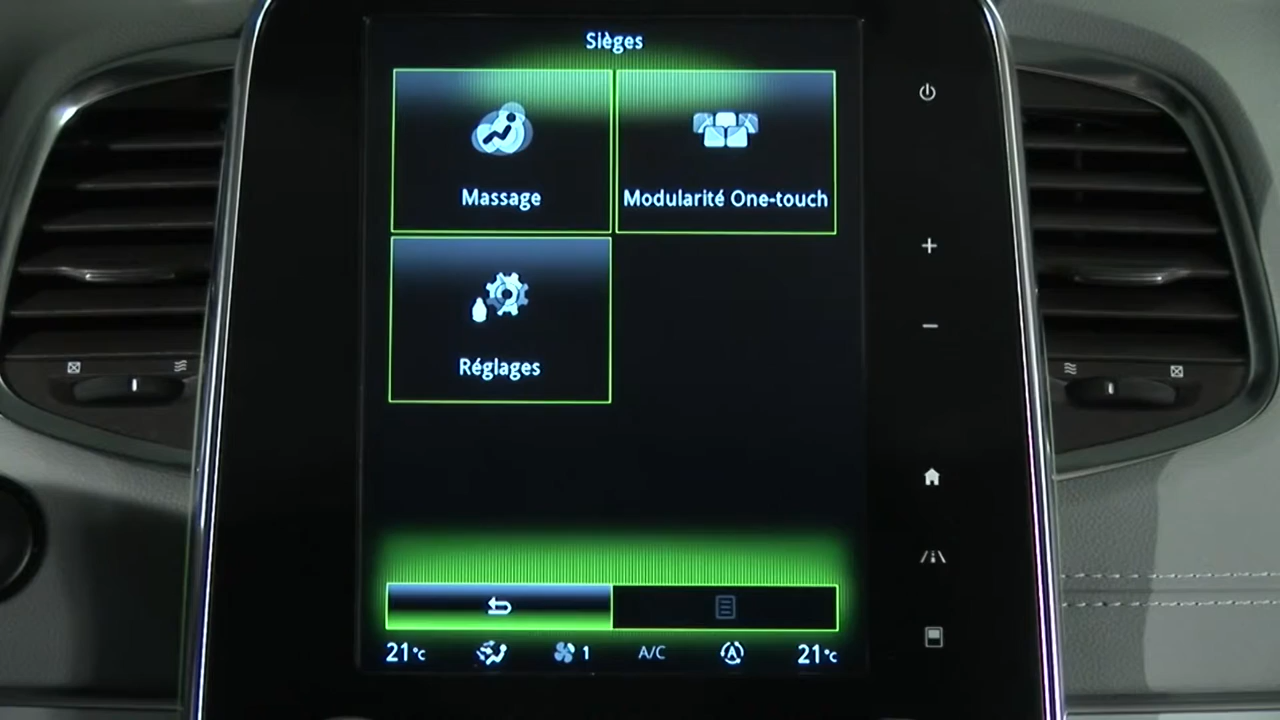 Sièges
Massage
Modularité One-touch
Réglages
21°C
1
A/C
A
21°C